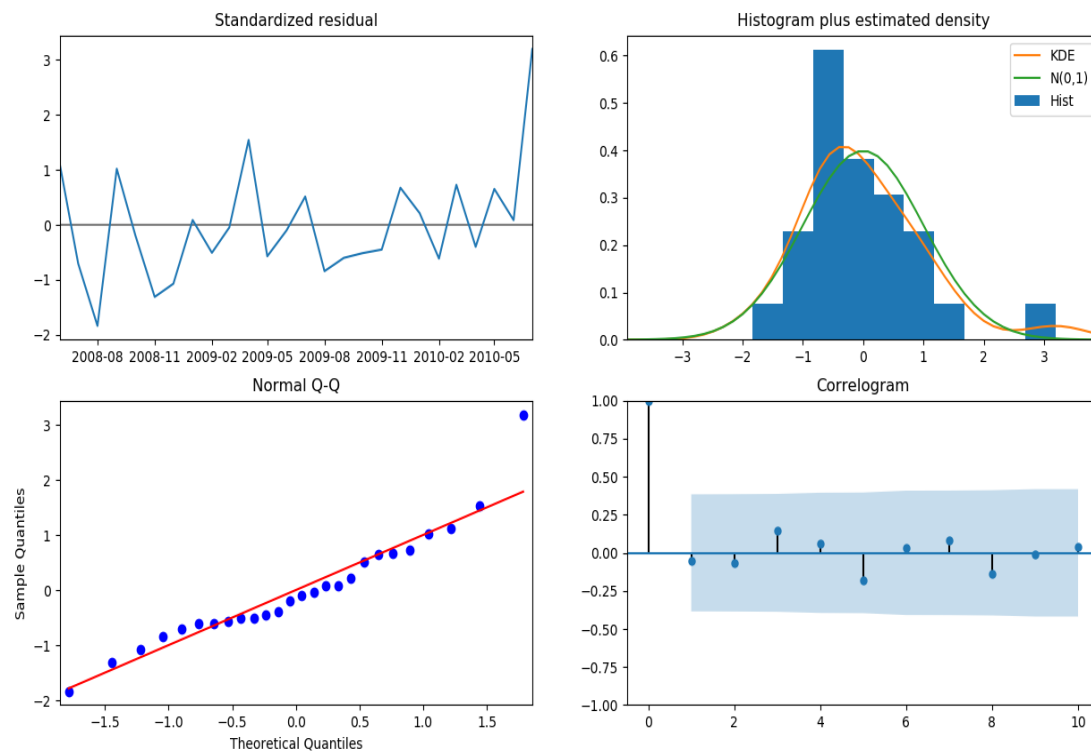 Standardized residual
3
2
1
0
−1
−2
2008-08 2008-11 2009-02 2009-05 2009-08 2009-11 2010-02 2010-05
Histogram plus estimated density
0.6
0.5
0.4
0.3
0.2
0.1
0.0
−3 −2 −1 0 1 2 3
KDE
N(0,1)
Hist
Normal Q-Q
Sample Quantiles
3
2
1
0
−1
−2
−1.5 −1.0 −0.5 0.0 0.5 1.0 1.5
Theoretical Quantiles
Correlogram
1.00
0.75
0.50
0.25
0.00
−0.25
−0.50
−0.75
−1.00
0 2 4 6 8 10